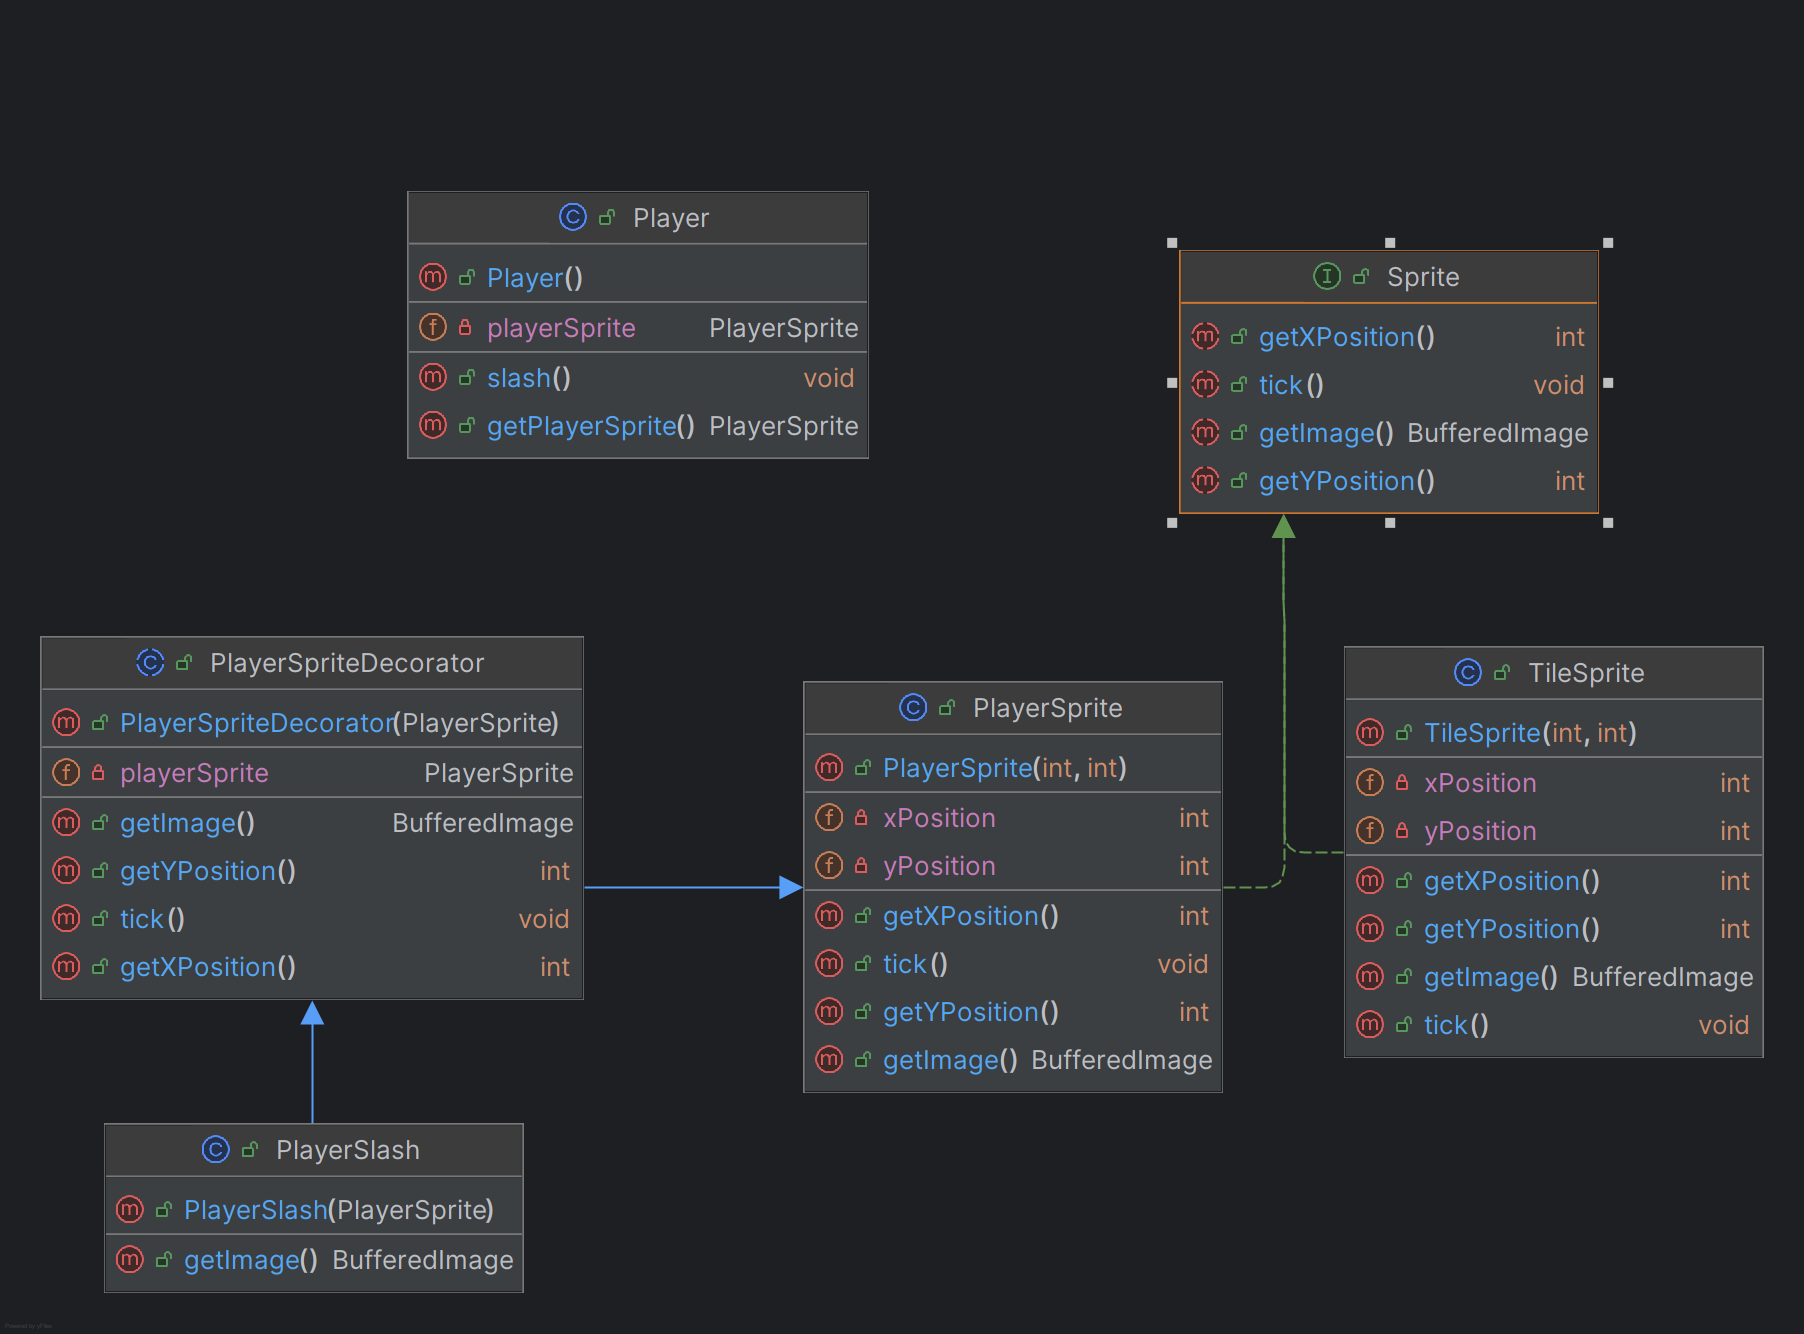 Player
Player()
playerSprite PlayerSprite
slash() void
getPlayerSprite() PlayerSprite
Sprite
getXPosition() int
tick() void
getImage() BufferedImage
getYPosition() int
PlayerSpriteDecorator
PlayerSpriteDecorator(PlayerSprite)
playerSprite PlayerSprite
getImage() BufferedImage
getYPosition() int
tick() void
getXPosition() int
PlayerSprite
PlayerSprite(int, int)
xPosition int
yPosition int
getXPosition() int
tick() void
getYPosition() int
getImage() BufferedImage
TileSprite
TileSprite(int, int)
xPosition int
yPosition int
getXPosition() int
getYPosition() int
getImage() BufferedImage
tick() void
PlayerSlash
PlayerSlash(PlayerSprite)
getImage() BufferedImage
Powered by yFiles